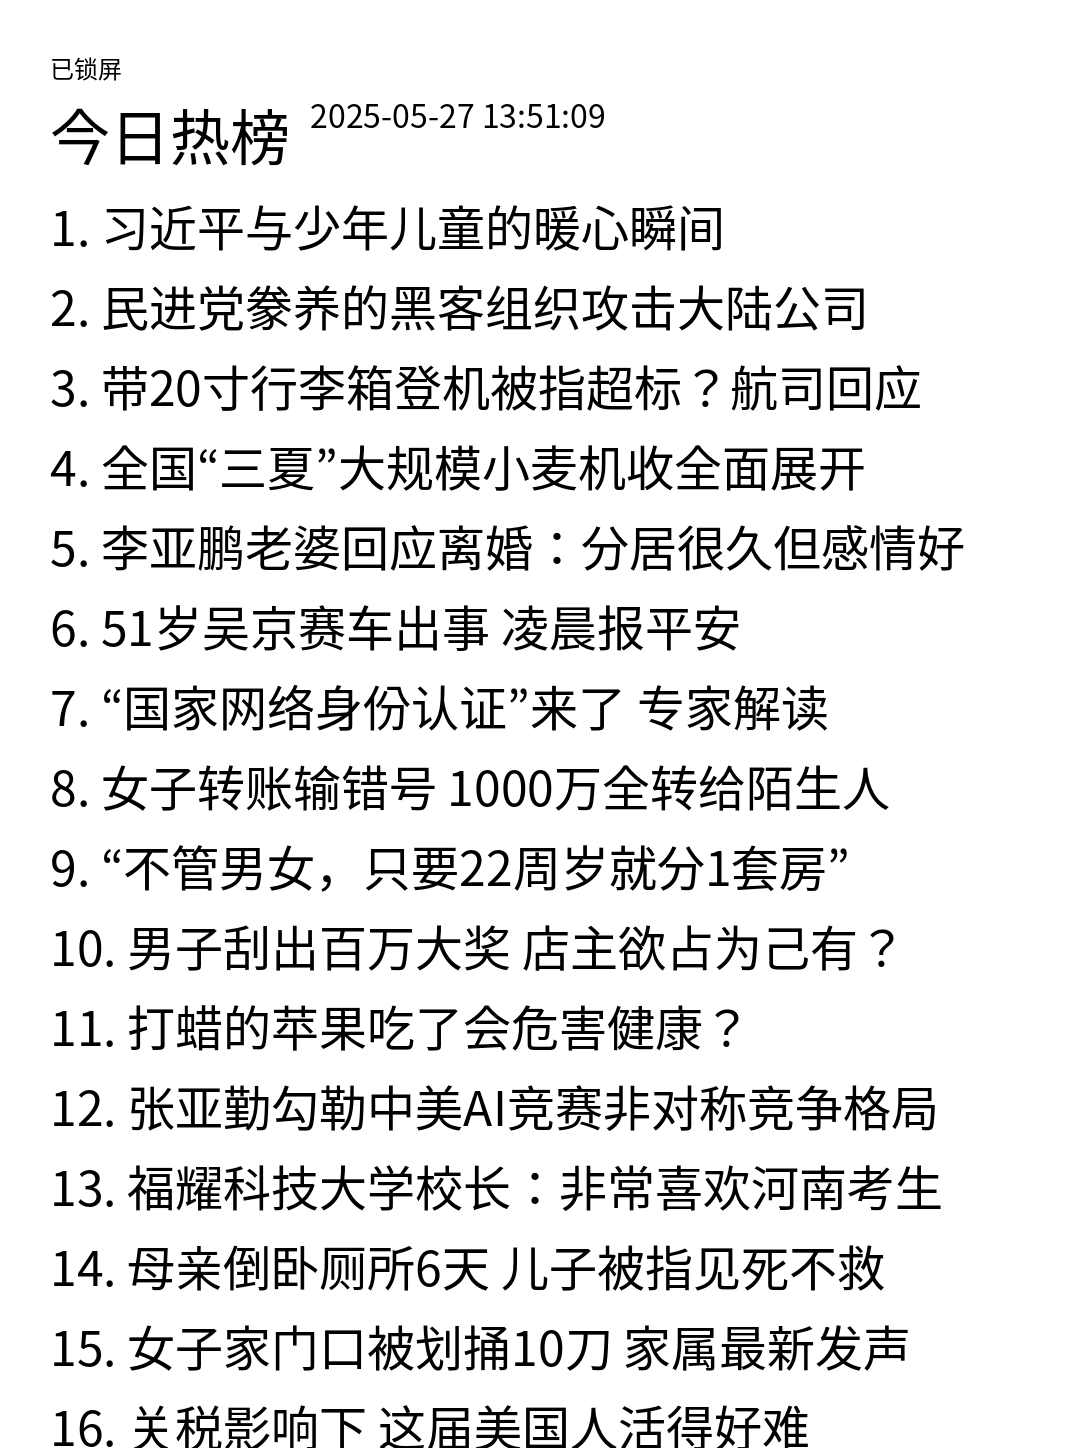 已锁屏
今日热榜 2025-05-27 13:51:09
1. 习近平与少年儿童的暖心瞬间
2. 民进党豢养的黑客组织攻击大陆公司
3. 带20寸行李箱登机被指超标？航司回应
4. 全国“三夏”大规模小麦机收全面展开
5. 李亚鹏老婆回应离婚：分居很久但感情好
6. 51岁吴京赛车出事 凌晨报平安
7. “国家网络身份认证”来了 专家解读
8. 女子转账输错号 1000万全转给陌生人
9. “不管男女，只要22周岁就分1套房”
10. 男子刮出百万大奖 店主欲占为己有？
11. 打蜡的苹果吃了会危害健康？
12. 张亚勤勾勒中美AI竞赛非对称竞争格局
13. 福耀科技大学校长：非常喜欢河南考生
14. 母亲倒卧厕所6天 儿子被指见死不救
15. 女子家门口被划捅10刀 家属最新发声
16. 关税影响下 这届美国人活得好难